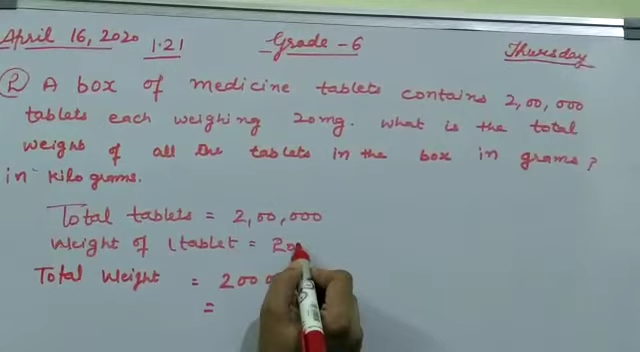 April 16, 2020 1.21 Grade - 6 Thursday
② A box of medicine tablets contains 2,00,000
tablets each weighing 20mg. What is the total
weight of all the tablets in the box in grams?
in kilograms.
Total tablets = 2,00,000
Weight of 1 tablet = 20
Total weight = 200
=